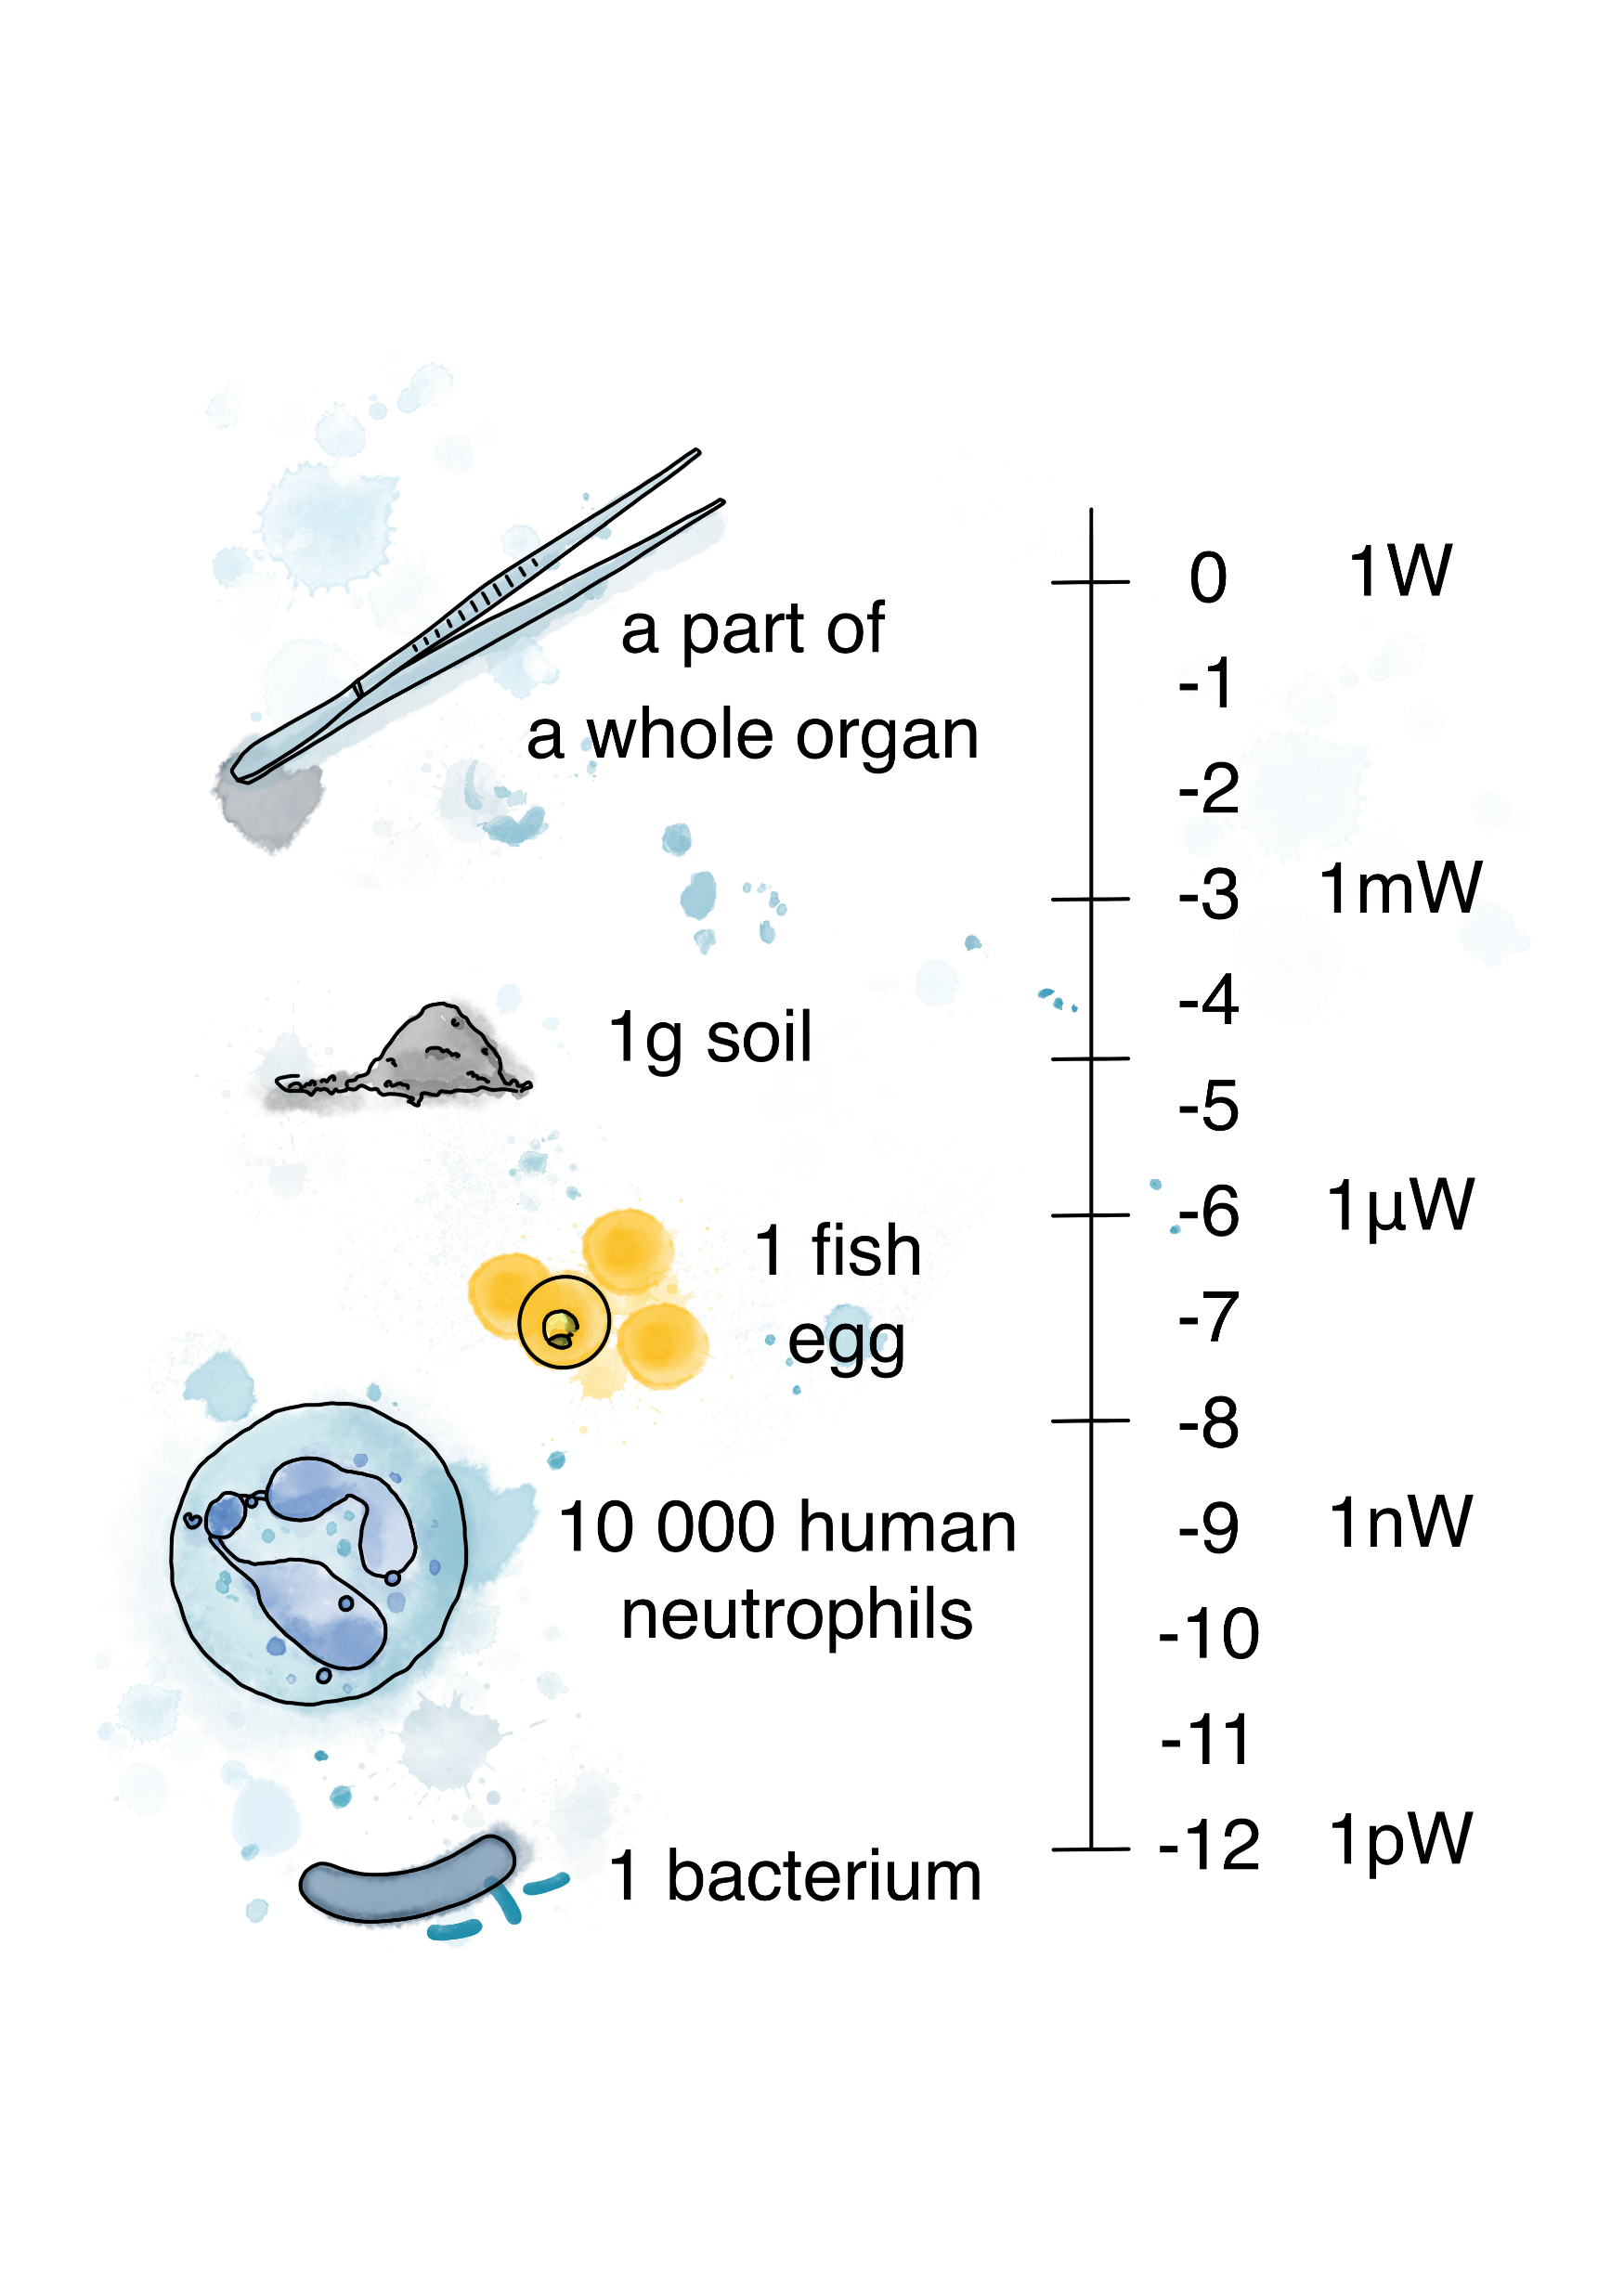 a part of
a whole organ
1g soil
1 fish
egg
10 000 human
neutrophils
1 bacterium
0 1W
-1
-2
-3 1mW
-4
-5
-6 1µW
-7
-8
-9 1nW
-10
-11
-12 1pW